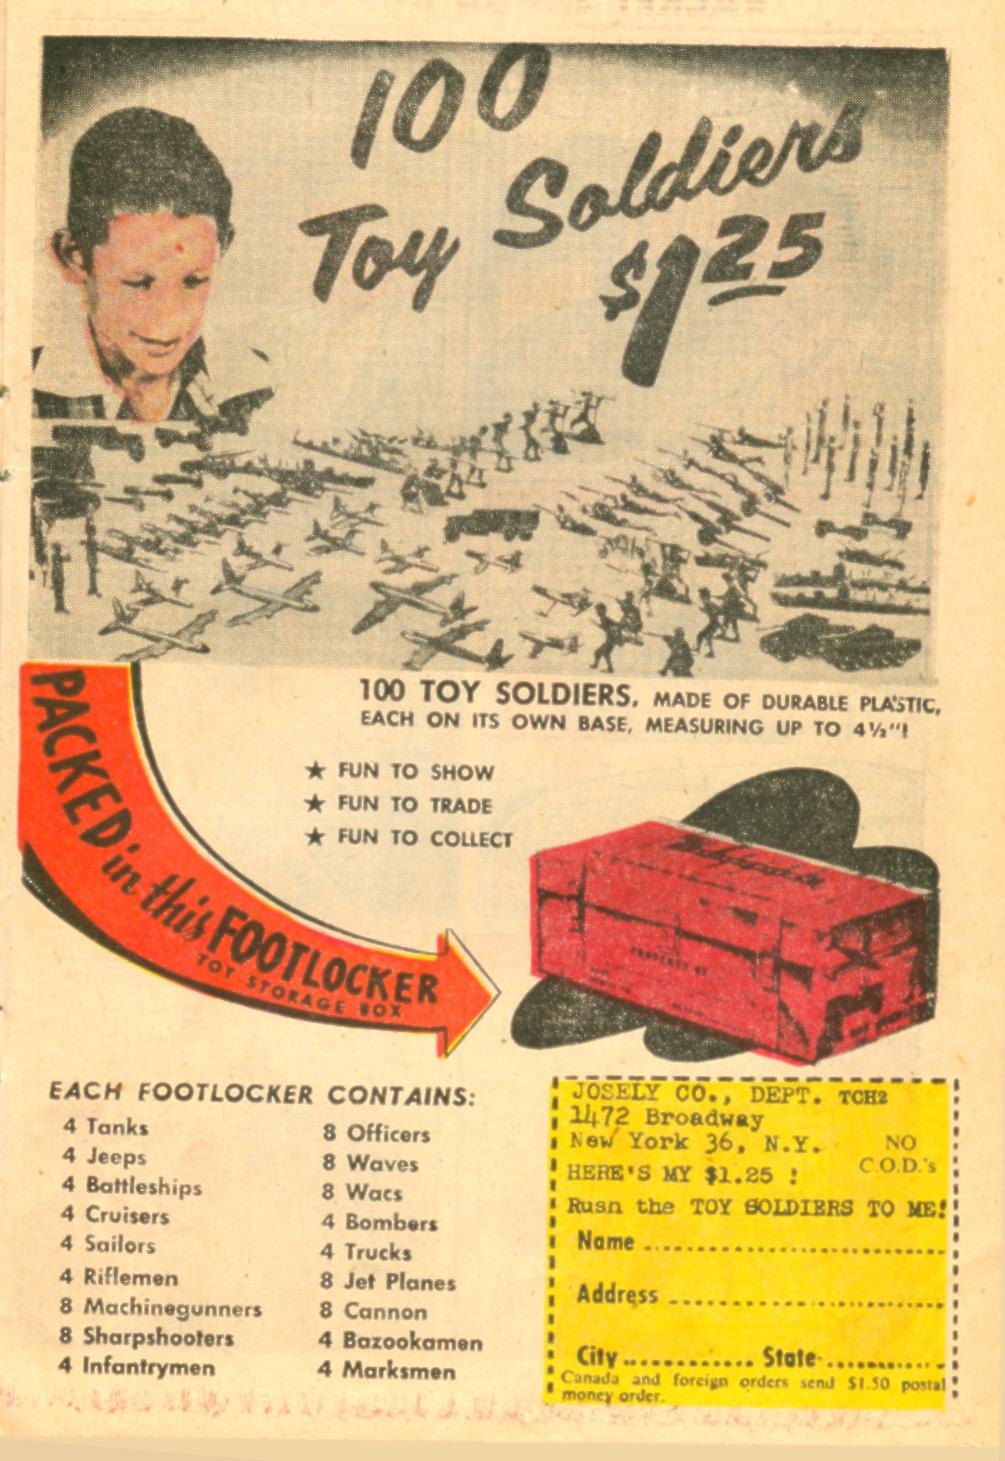 100
Toy Soldiers
$1 25
100 TOY SOLDIERS, MADE OF DURABLE PLASTIC,
EACH ON ITS OWN BASE, MEASURING UP TO 4½"!
★ FUN TO SHOW
★ FUN TO TRADE
★ FUN TO COLLECT
PACKED in this FOOTLOCKER
TOY STORAGE BOX
PROPERTY OF
EACH FOOTLOCKER CONTAINS:
4 Tanks
4 Jeeps
4 Battleships
4 Cruisers
4 Sailors
4 Riflemen
8 Machinegunners
8 Sharpshooters
4 Infantrymen
8 Officers
8 Waves
8 Wacs
4 Bombers
4 Trucks
8 Jet Planes
8 Cannon
4 Bazookamen
4 Marksmen
JOSELY CO., DEPT. TCH2
1472 Broadway
New York 36, N.Y.
NO
C.O.D.'s
HERE'S MY $1.25 !
Rusn the TOY SOLDIERS TO ME!
Name
Address
City State
Canada and foreign orders send $1.50 postal
money order.